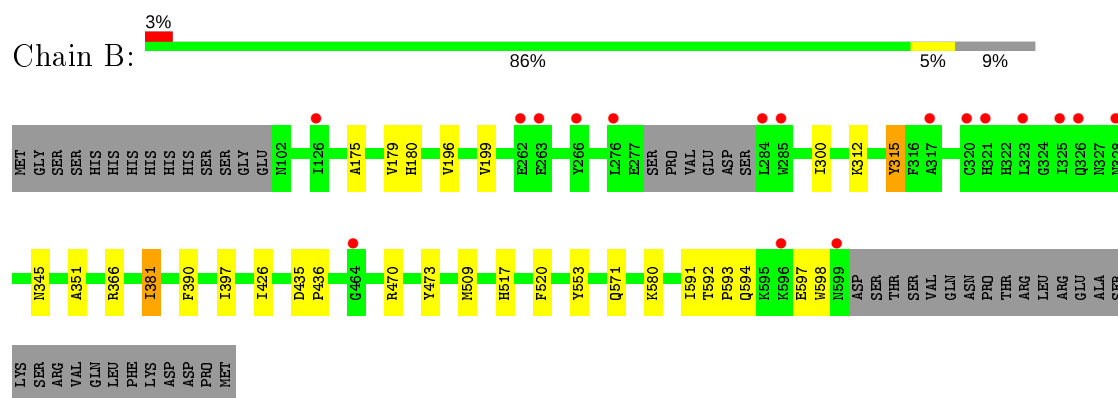 3%
Chain B:
86% 5% 9%
MET GLY SER SER HIS HIS HIS HIS HIS HIS SER SER GLY GLU N102 I126 A175 V179 H180 V196 V199 E262 E263 Y266 L276 E277 SER PRO VAL GLU ASP SER L284 W285 I300 K312 Y315 F316 A317 C320 H321 H322 L323 G324 I325 Q326 N327
N345 A351 R366 I381 F390 I397 I426 D435 P436 G464 R470 Y473 M509 H517 F520 Y553 Q571 K580 I591 T592 P593 Q594 K595 K596 E597 W598 N599 ASP SER THR SER VAL GLN ASN PRO THR ARG LEU ARG GLU ALA SER
LYS SER ARG VAL GLN LEU PHE LYS ASP ASP PRO MET